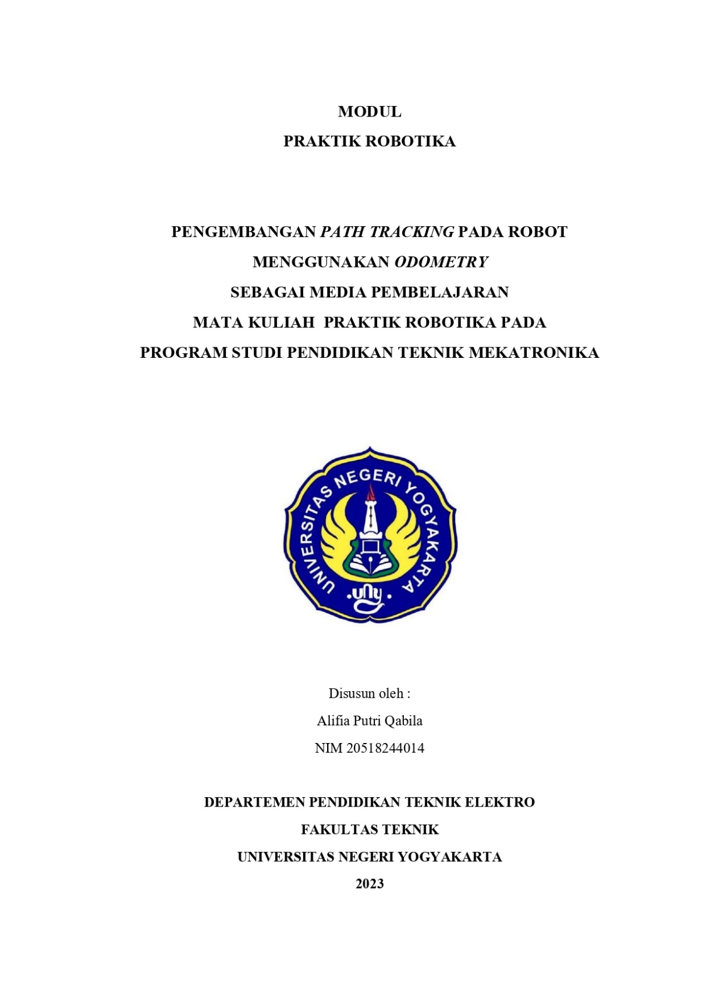 MODUL
PRAKTIK ROBOTIKA
PENGEMBANGAN PATH TRACKING PADA ROBOT
MENGGUNAKAN ODOMETRY
SEBAGAI MEDIA PEMBELAJARAN
MATA KULIAH  PRAKTIK ROBOTIKA PADA
PROGRAM STUDI PENDIDIKAN TEKNIK MEKATRONIKA
UNIVERSITAS NEGERI YOGYAKARTA
uny
Disusun oleh :
Alifia Putri Qabila
NIM 20518244014
DEPARTEMEN PENDIDIKAN TEKNIK ELEKTRO
FAKULTAS TEKNIK
UNIVERSITAS NEGERI YOGYAKARTA
2023